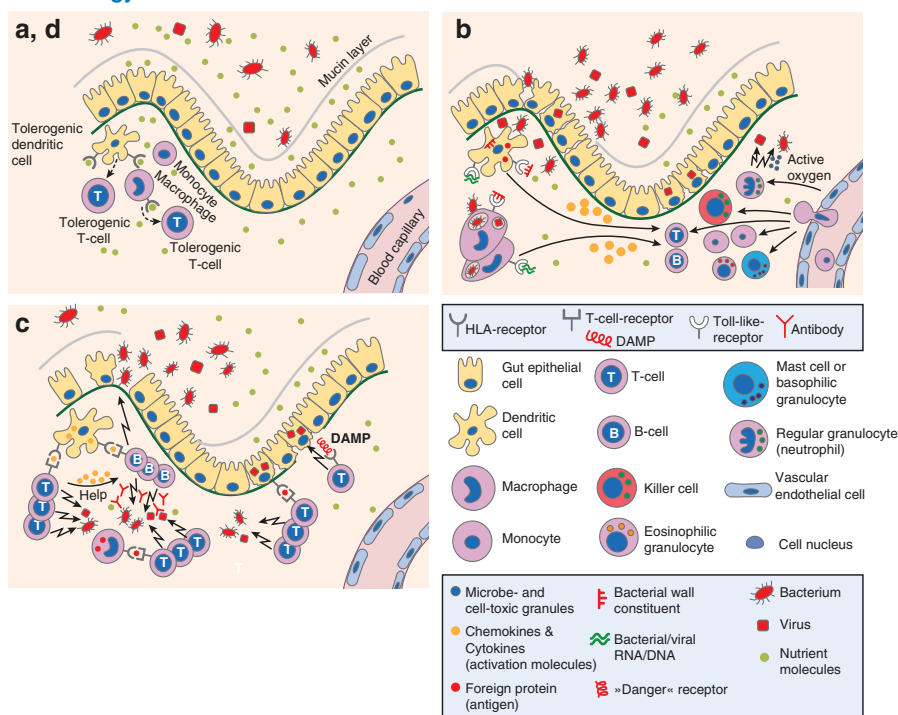 a, d
Mucin layer
Tolerogenic
dendritic
cell
Monocyte
Macrophage
T
Tolerogenic
T-cell
T
Tolerogenic
T-cell
Blood capillary
b
Active
oxygen
T
B
c
DAMP
B
B
B
T
Help
T
T
T
T
T
T
T
T
T
T
T
HLA-receptor
T-cell-receptor
DAMP
Toll-like-
receptor
Antibody
Gut epithelial
cell
T
T-cell
Mast cell or
basophilic
granulocyte
Dendritic
cell
B
B-cell
Regular granulocyte
(neutrophil)
Macrophage
Killer cell
Vascular
endothelial cell
Monocyte
Eosinophilic
granulocyte
Cell nucleus
Microbe- and
cell-toxic granules
Bacterial wall
constituent
Bacterium
Chemokines &
Cytokines
(activation molecules)
Bacterial/viral
RNA/DNA
Virus
Nutrient
molecules
Foreign protein
(antigen)
»Danger« receptor